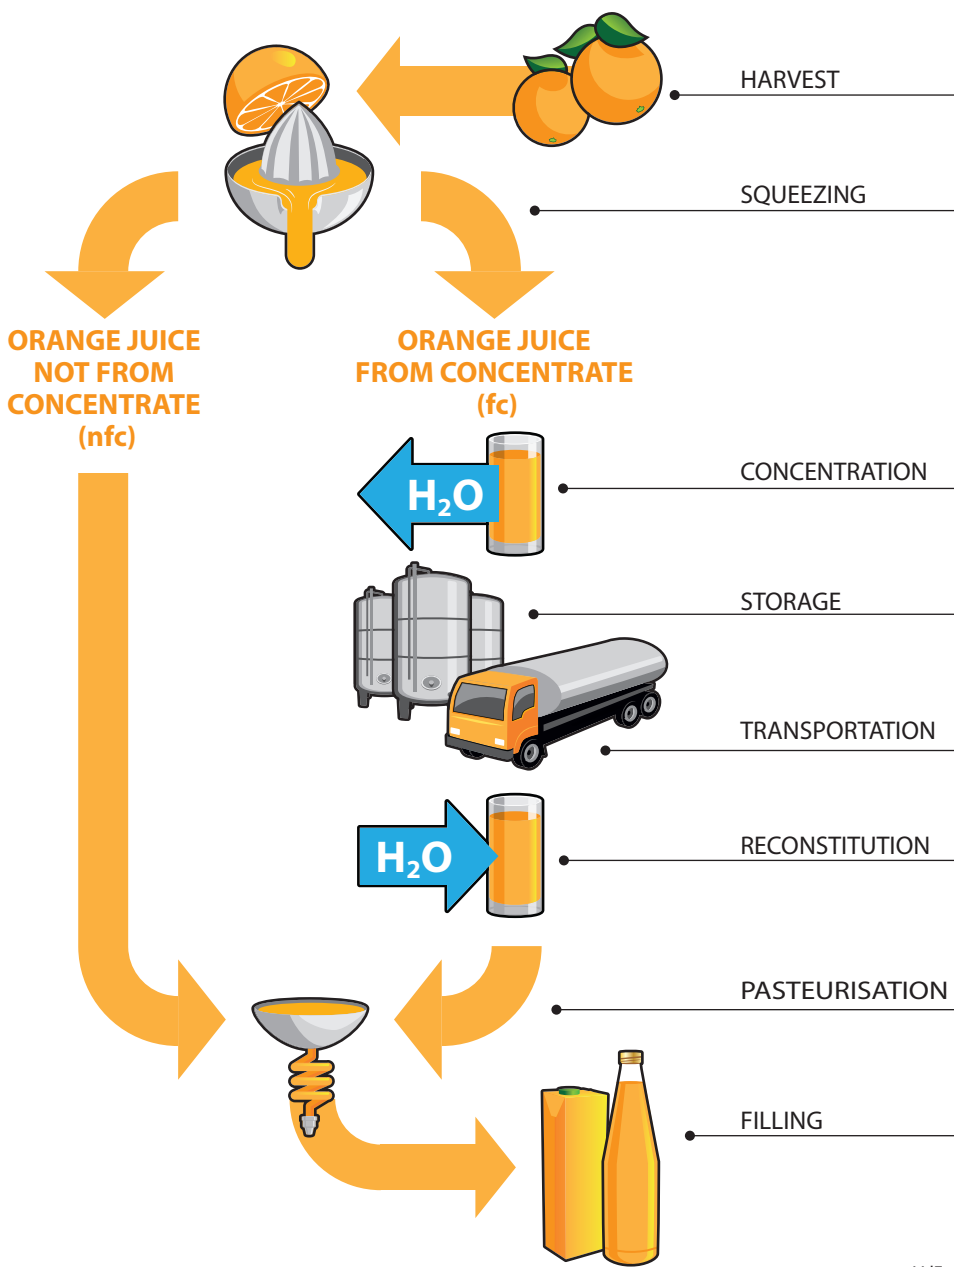 HARVEST
SQUEEZING
ORANGE JUICE
NOT FROM
CONCENTRATE
(nfc)
ORANGE JUICE
FROM CONCENTRATE
(fc)
H₂O
CONCENTRATION
STORAGE
TRANSPORTATION
H₂O
RECONSTITUTION
PASTEURISATION
FILLING